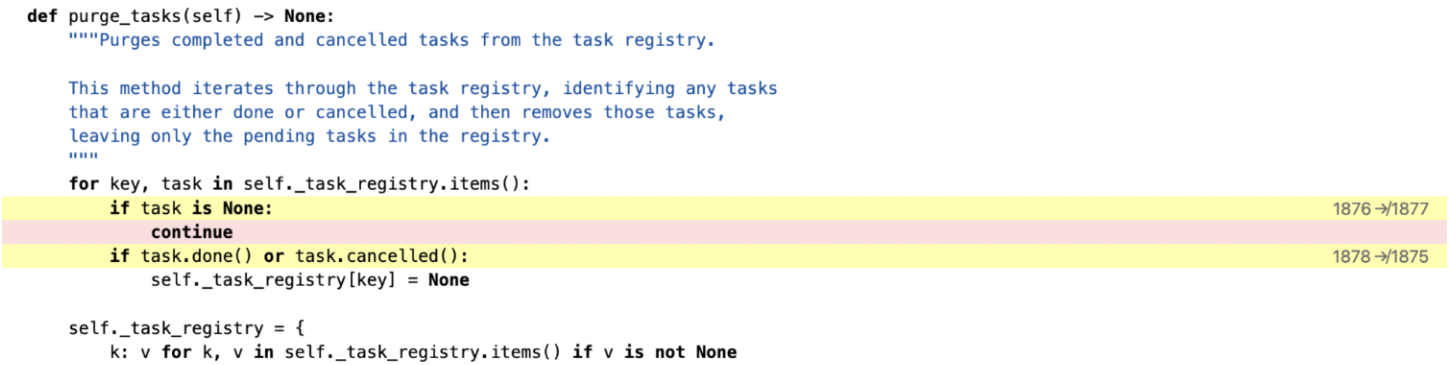 def purge_tasks(self) -> None:
    """Purges completed and cancelled tasks from the task registry.

    This method iterates through the task registry, identifying any tasks
    that are either done or cancelled, and then removes those tasks,
    leaving only the pending tasks in the registry.
    """
    for key, task in self._task_registry.items():
        if task is None: 1876 ↛ 1877
            continue
        if task.done() or task.cancelled(): 1878 ↛ 1875
            self._task_registry[key] = None

    self._task_registry = {
        k: v for k, v in self._task_registry.items() if v is not None